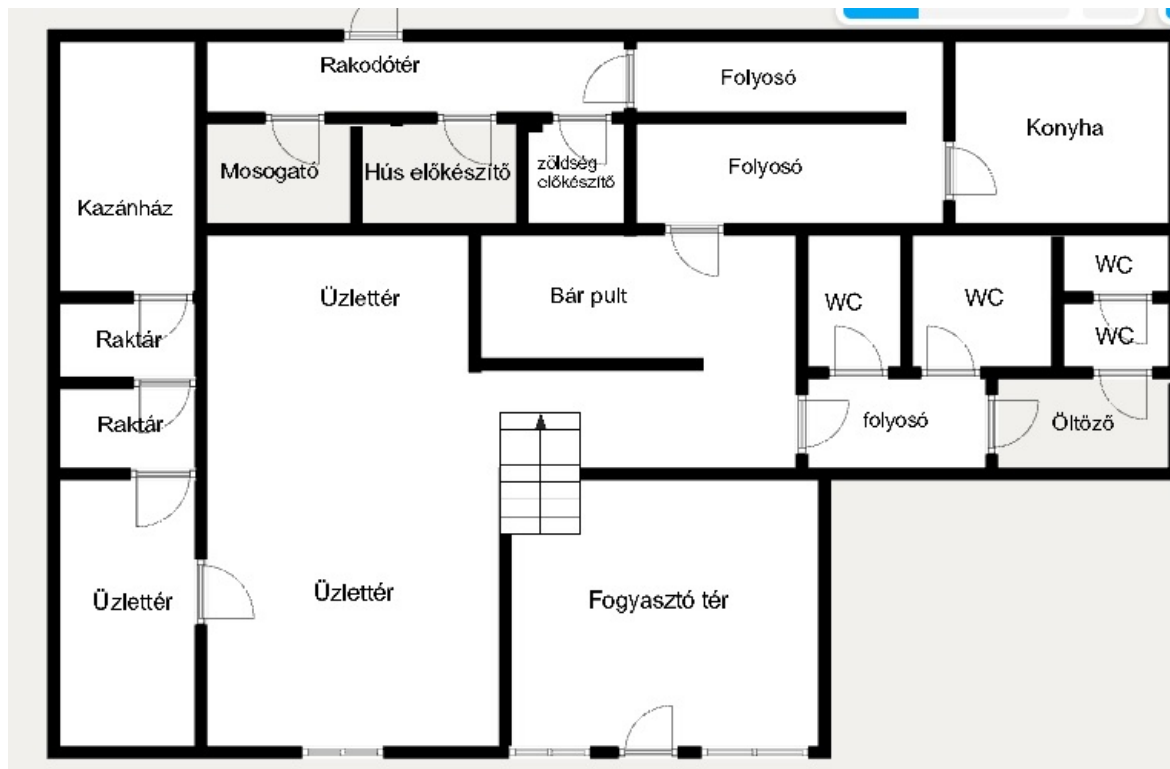 Rakodótér
Folyosó
Konyha
Mosogató
Hús előkészítő
zöldség
előkészítő
Folyosó
Kazánház
Üzlettér
Bár pult
WC
WC
WC
WC
Raktár
Raktár
folyosó
Öltöző
Üzlettér
Üzlettér
Fogyasztó tér